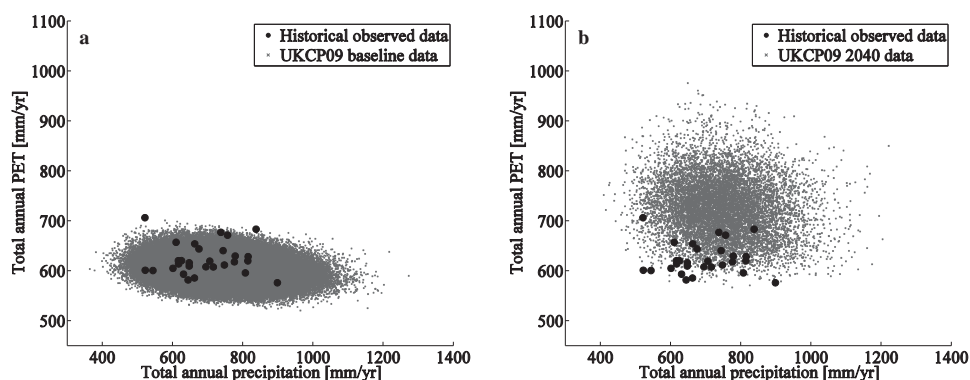 a
Historical observed data
UKCP09 baseline data
1100
1000
900
800
700
600
500
Total annual PET [mm/yr]
400 600 800 1000 1200 1400
Total annual precipitation [mm/yr]
b
Historical observed data
UKCP09 2040 data
1100
1000
900
800
700
600
500
Total annual PET [mm/yr]
400 600 800 1000 1200 1400
Total annual precipitation [mm/yr]